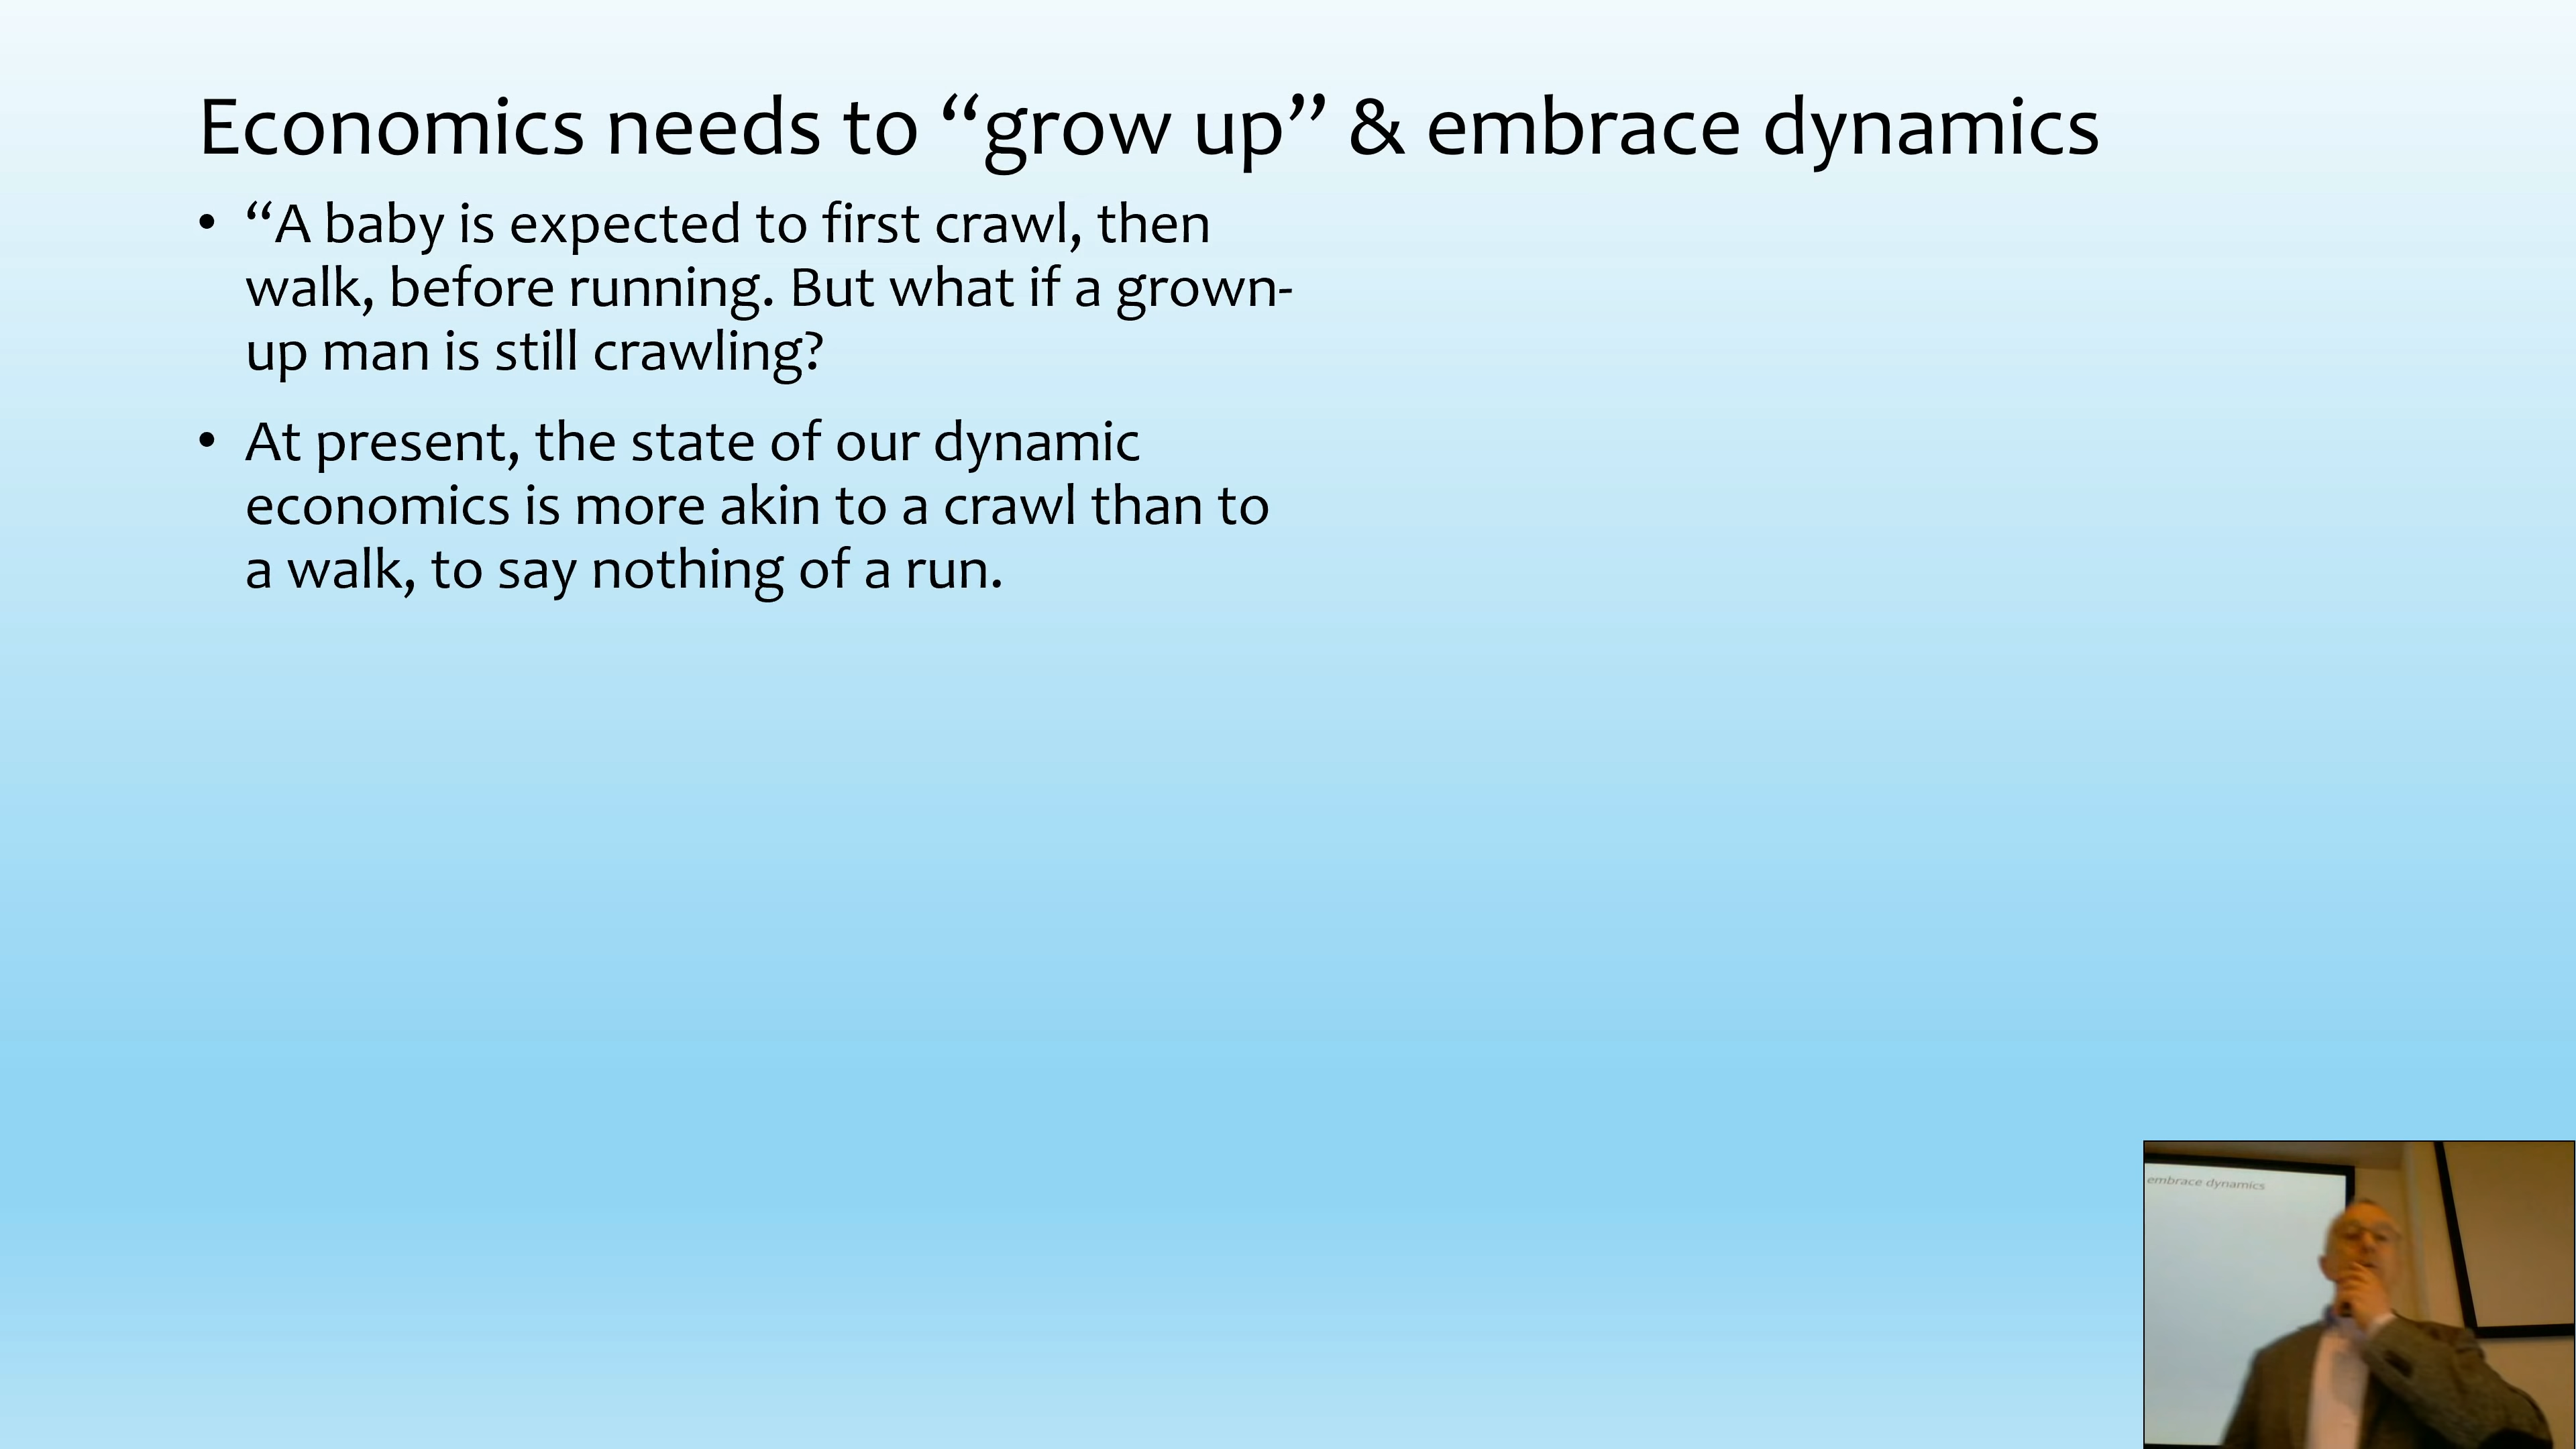 Economics needs to “grow up” & embrace dynamics
• “A baby is expected to first crawl, then
walk, before running. But what if a grown-
up man is still crawling?
• At present, the state of our dynamic
economics is more akin to a crawl than to
a walk, to say nothing of a run.
embrace dynamics